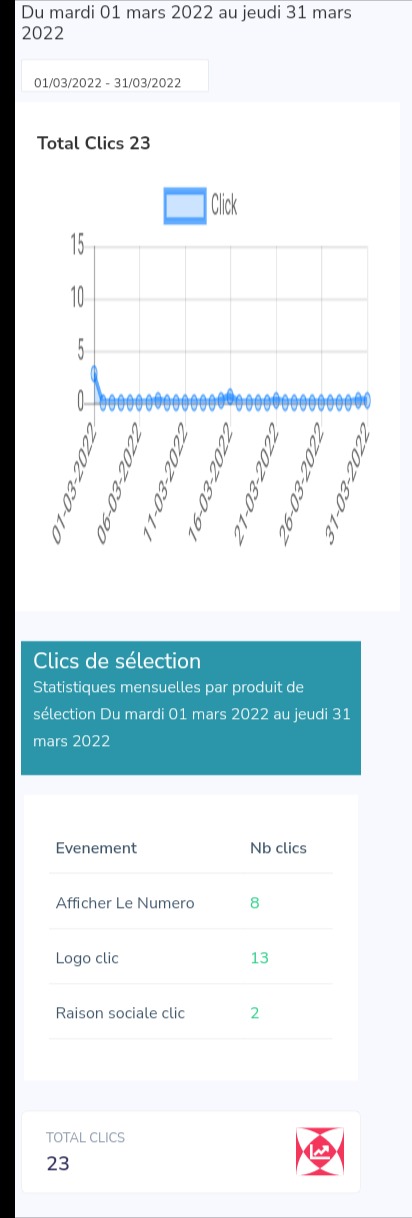 Du mardi 01 mars 2022 au jeudi 31 mars
2022
01/03/2022 - 31/03/2022
Total Clics 23
Click
15
10
5
0
01-03-2022
06-03-2022
11-03-2022
16-03-2022
21-03-2022
26-03-2022
31-03-2022
Clics de sélection
Statistiques mensuelles par produit de
sélection Du mardi 01 mars 2022 au jeudi 31
mars 2022
Evenement Nb clics
Afficher Le Numero 8
Logo clic 13
Raison sociale clic 2
TOTAL CLICS
23